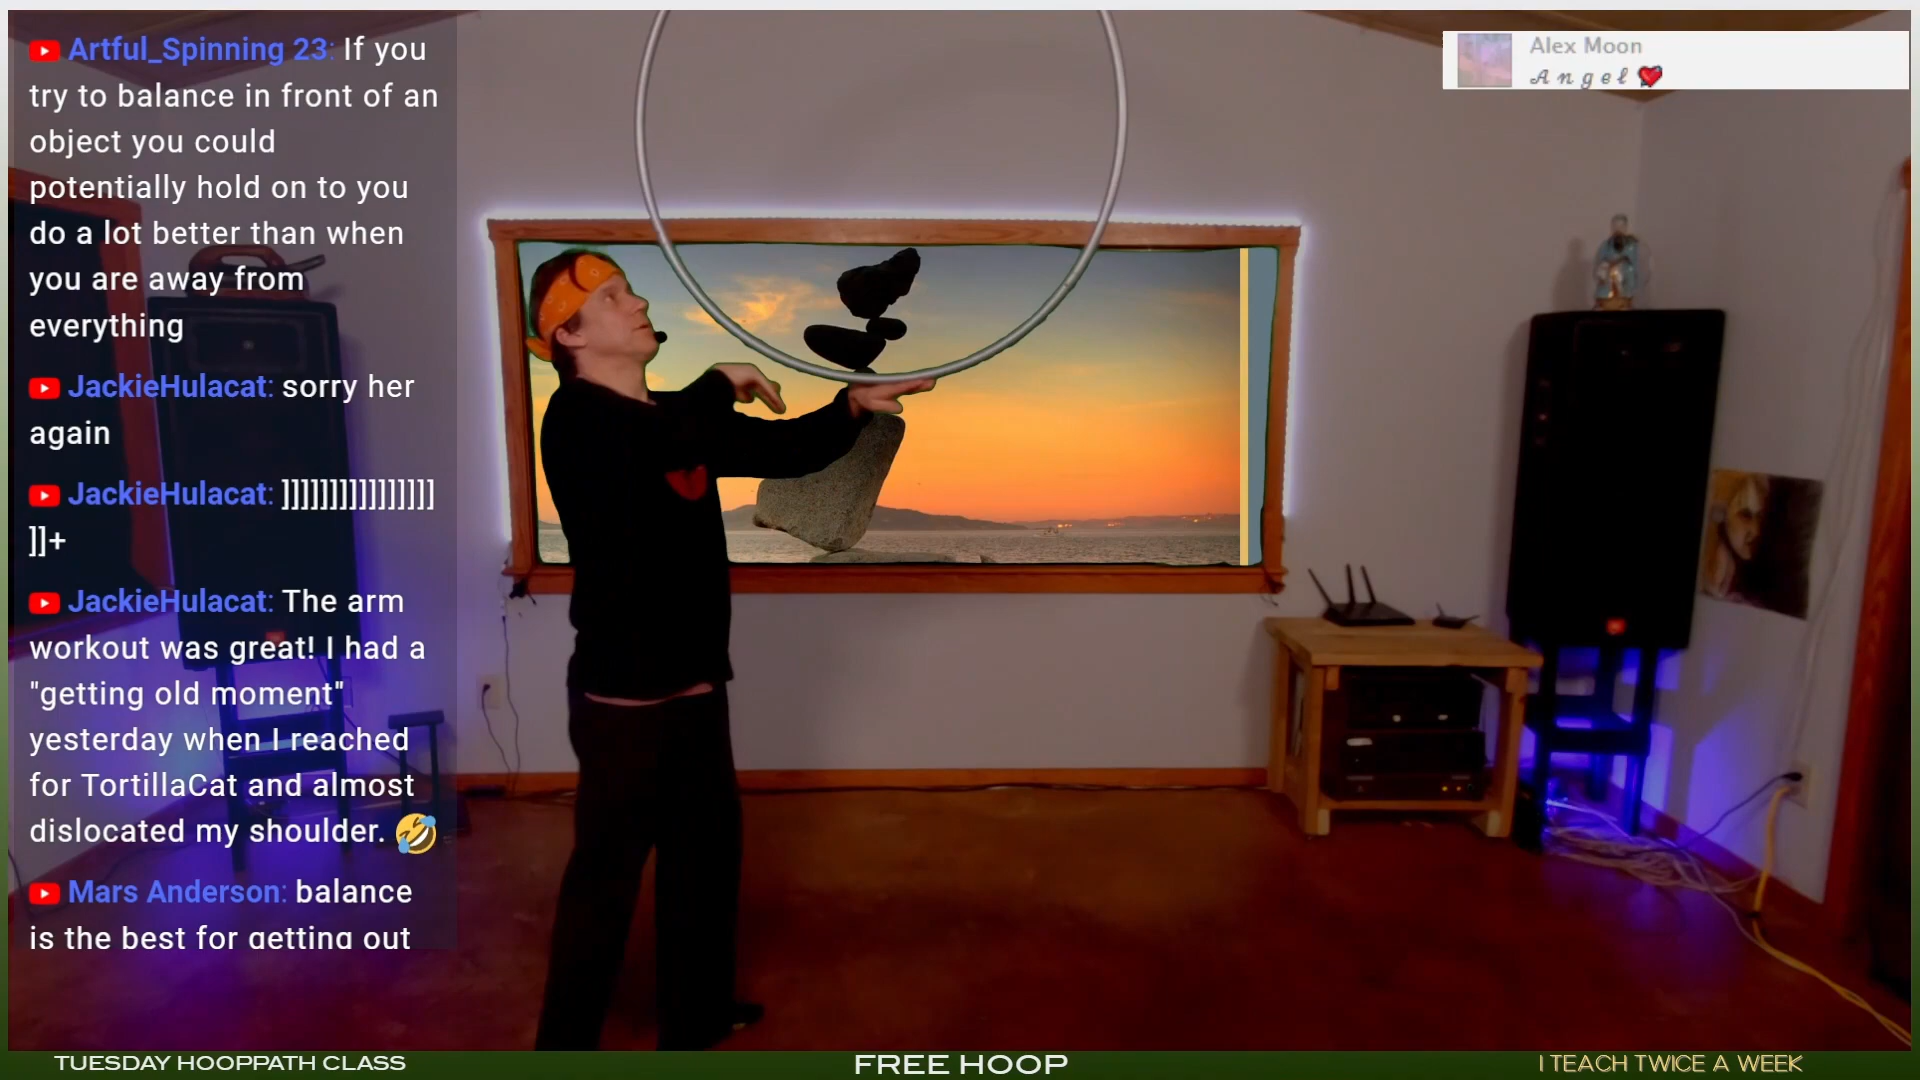 Artful_Spinning 23: If you
try to balance in front of an
object you could
potentially hold on to you
do a lot better than when
you are away from
everything
JackieHulacat: sorry her
again
JackieHulacat: ]]]]]]]]]]]]]]]]
]]+
JackieHulacat: The arm
workout was great! I had a
"getting old moment"
yesterday when I reached
for TortillaCat and almost
dislocated my shoulder. 🤣
Mars Anderson: balance
is the best for getting out
Alex Moon
𝒜 𝓃 𝑔 𝑒 𝓁 💘
TUESDAY HOOPPATH CLASS
FREE HOOP
I TEACH TWICE A WEEK